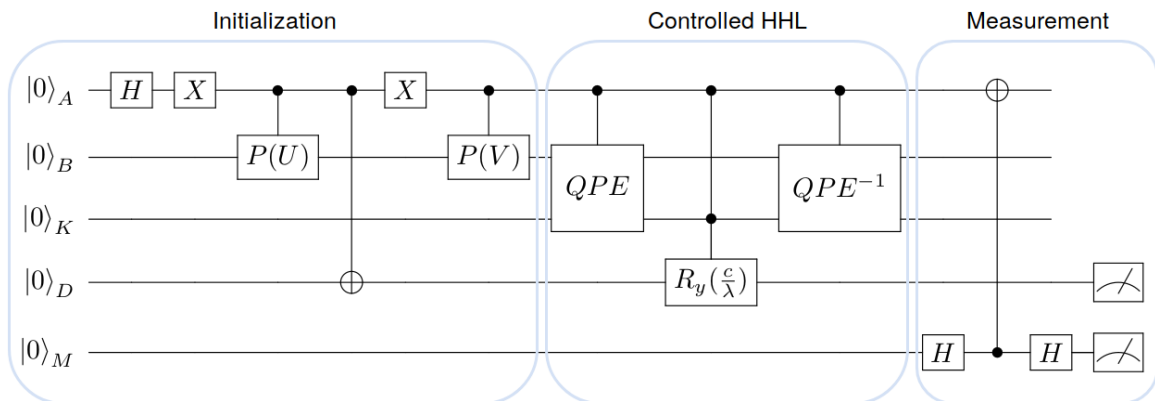 Initialization Controlled HHL Measurement
|0⟩_A H X X
|0⟩_B P(U) P(V)
|0⟩_K QPE QPE⁻¹
|0⟩_D R_y(c/λ)
|0⟩_M H H